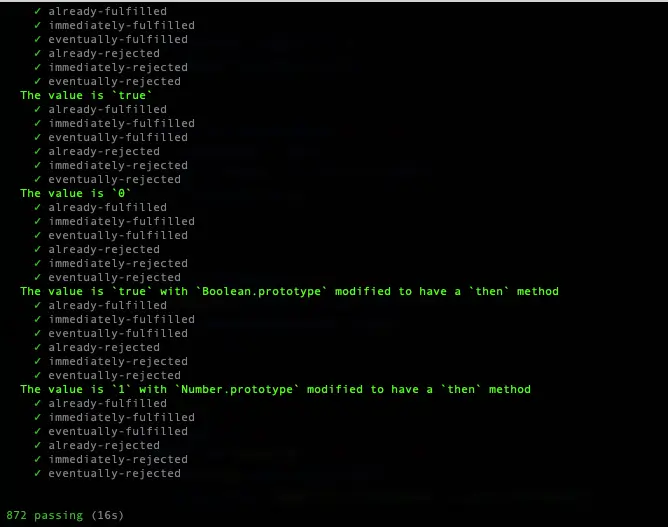 ✓ already-fulfilled
✓ immediately-fulfilled
✓ eventually-fulfilled
✓ already-rejected
✓ immediately-rejected
✓ eventually-rejected
The value is `true`
✓ already-fulfilled
✓ immediately-fulfilled
✓ eventually-fulfilled
✓ already-rejected
✓ immediately-rejected
✓ eventually-rejected
The value is `0`
✓ already-fulfilled
✓ immediately-fulfilled
✓ eventually-fulfilled
✓ already-rejected
✓ immediately-rejected
✓ eventually-rejected
The value is `true` with `Boolean.prototype` modified to have a `then` method
✓ already-fulfilled
✓ immediately-fulfilled
✓ eventually-fulfilled
✓ already-rejected
✓ immediately-rejected
✓ eventually-rejected
The value is `1` with `Number.prototype` modified to have a `then` method
✓ already-fulfilled
✓ immediately-fulfilled
✓ eventually-fulfilled
✓ already-rejected
✓ immediately-rejected
✓ eventually-rejected
872 passing (16s)